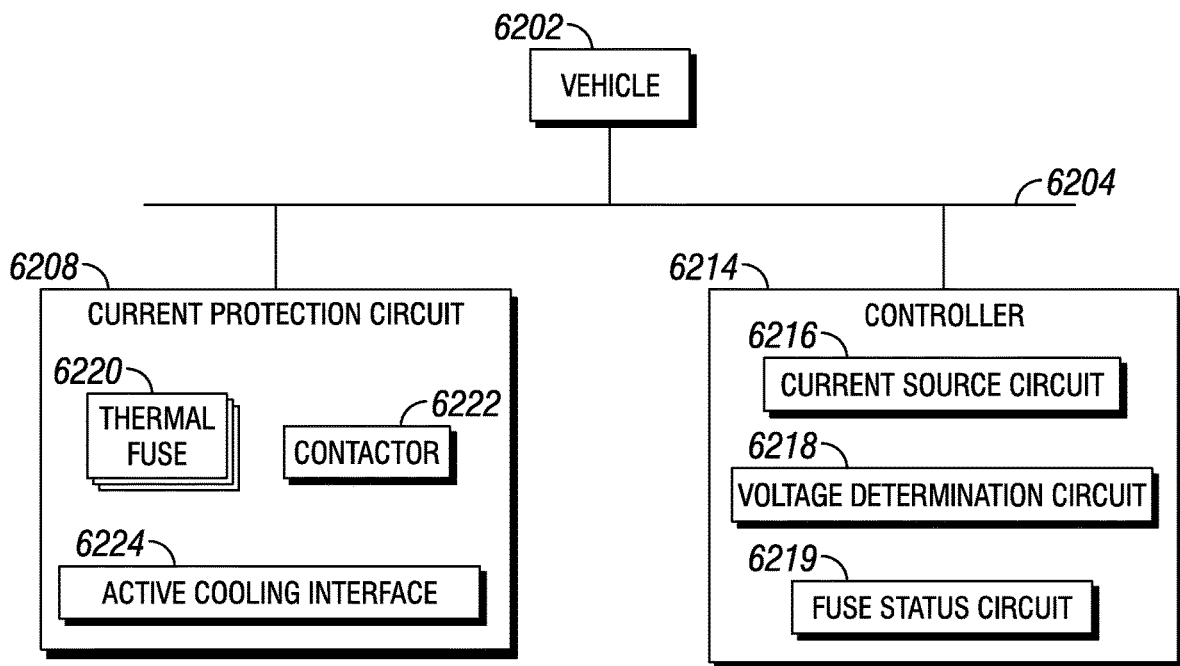 6202
VEHICLE
6204
6208
CURRENT PROTECTION CIRCUIT
6220
THERMAL
FUSE
6222
CONTACTOR
6224
ACTIVE COOLING INTERFACE
6214
CONTROLLER
6216
CURRENT SOURCE CIRCUIT
6218
VOLTAGE DETERMINATION CIRCUIT
6219
FUSE STATUS CIRCUIT